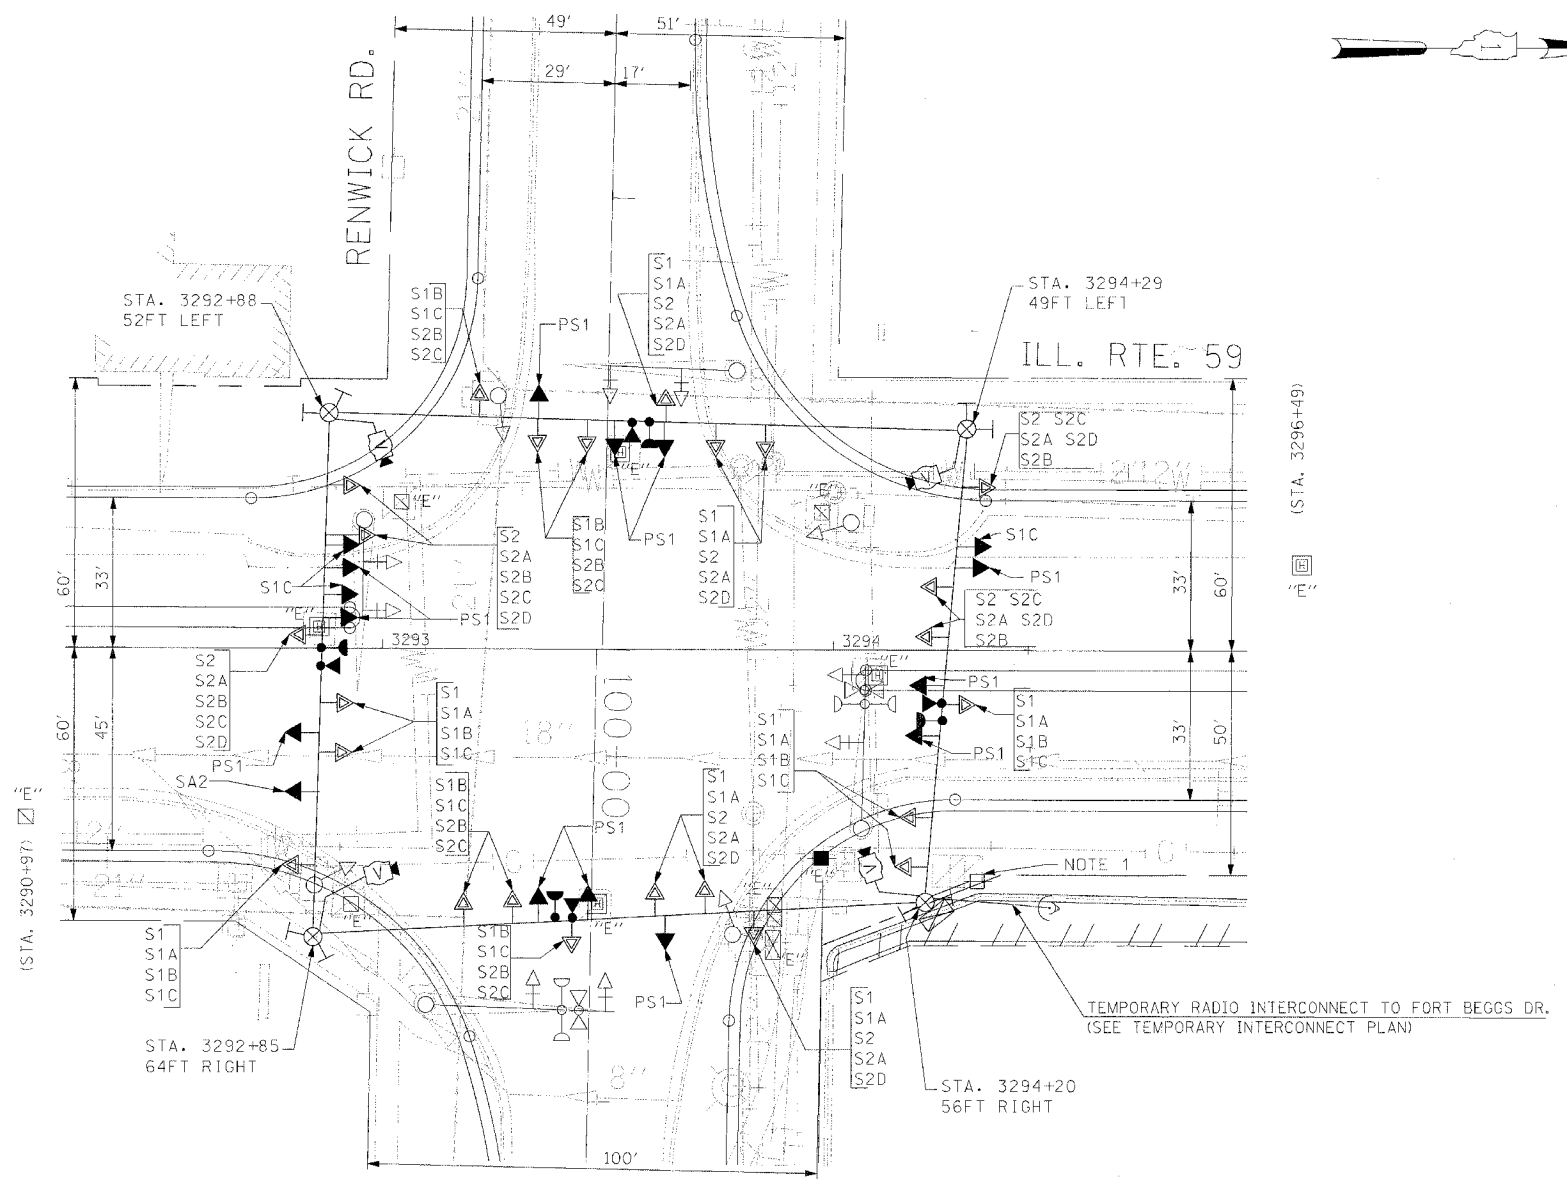 49'
51'
29'
17'
RENWICK RD.
STA. 3292+88
52FT LEFT
S1B
S1C
S2B
S2C
PS1
S1
S1A
S2
S2A
S2D
STA. 3294+29
49FT LEFT
ILL. RTE. 59
S2 S2C
S2A S2D
S2B
(STA. 3296+49)
"E"
"E"
"E"
"E"
60'
33'
S1C
"E"
S2
S2A
S2B
S2C
S2D
PS1
S1B
S1C
S2B
S2C
PS1
S1
S1A
S2
S2A
S2D
S1C
PS1
S2 S2C
S2A S2D
S2B
33'
60'
3293
3294
"E"
S2
S2A
S2B
S2C
S2D
PS1
SA2
60'
45'
S1
S1A
S1B
S1C
18"
100+00
S1
S1A
S1B
S1C
PS1
PS1
S1
S1A
S1B
S1C
33'
50'
(STA. 3290+97)
"E"
S1B
S1C
S2B
S2C
PS1
S1
S1A
S2
S2A
S2D
NOTE 1
21"
"E"
"E"
"E"
"E"
"E"
S1
S1A
S1B
S1C
S1B
S1C
S2B
S2C
PS1
S1
S1A
S2
S2A
S2D
STA. 3292+85
64FT RIGHT
TEMPORARY RADIO INTERCONNECT TO FORT BEGGS DR.
(SEE TEMPORARY INTERCONNECT PLAN)
STA. 3294+20
56FT RIGHT
100'